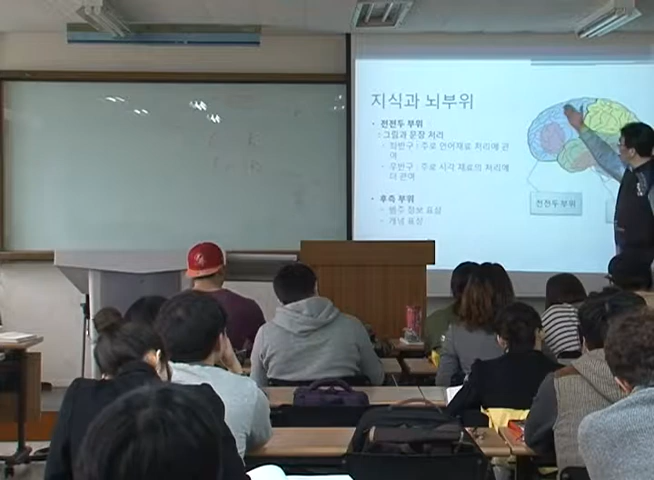 지식과 뇌부위
• 전전두 부위
: 그림과 문장 처리
- 좌반구 : 주로 언어재료 처리에 관
여
- 우반구 : 주로 시각 재료의 처리에
더 관여
• 후측 부위
- 범주 정보 표상
- 개념 표상
전전두 부위